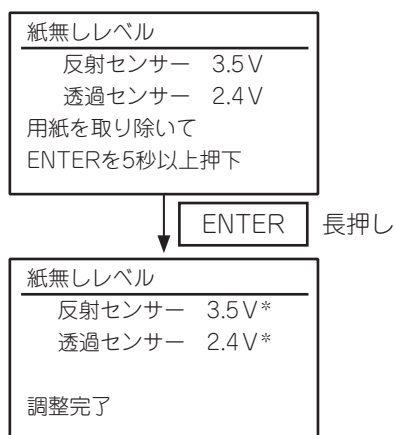 紙無しレベル
反射センサー 3.5V
透過センサー 2.4V
用紙を取り除いて
ENTERを5秒以上押下
ENTER 長押し
紙無しレベル
反射センサー 3.5V*
透過センサー 2.4V*
調整完了